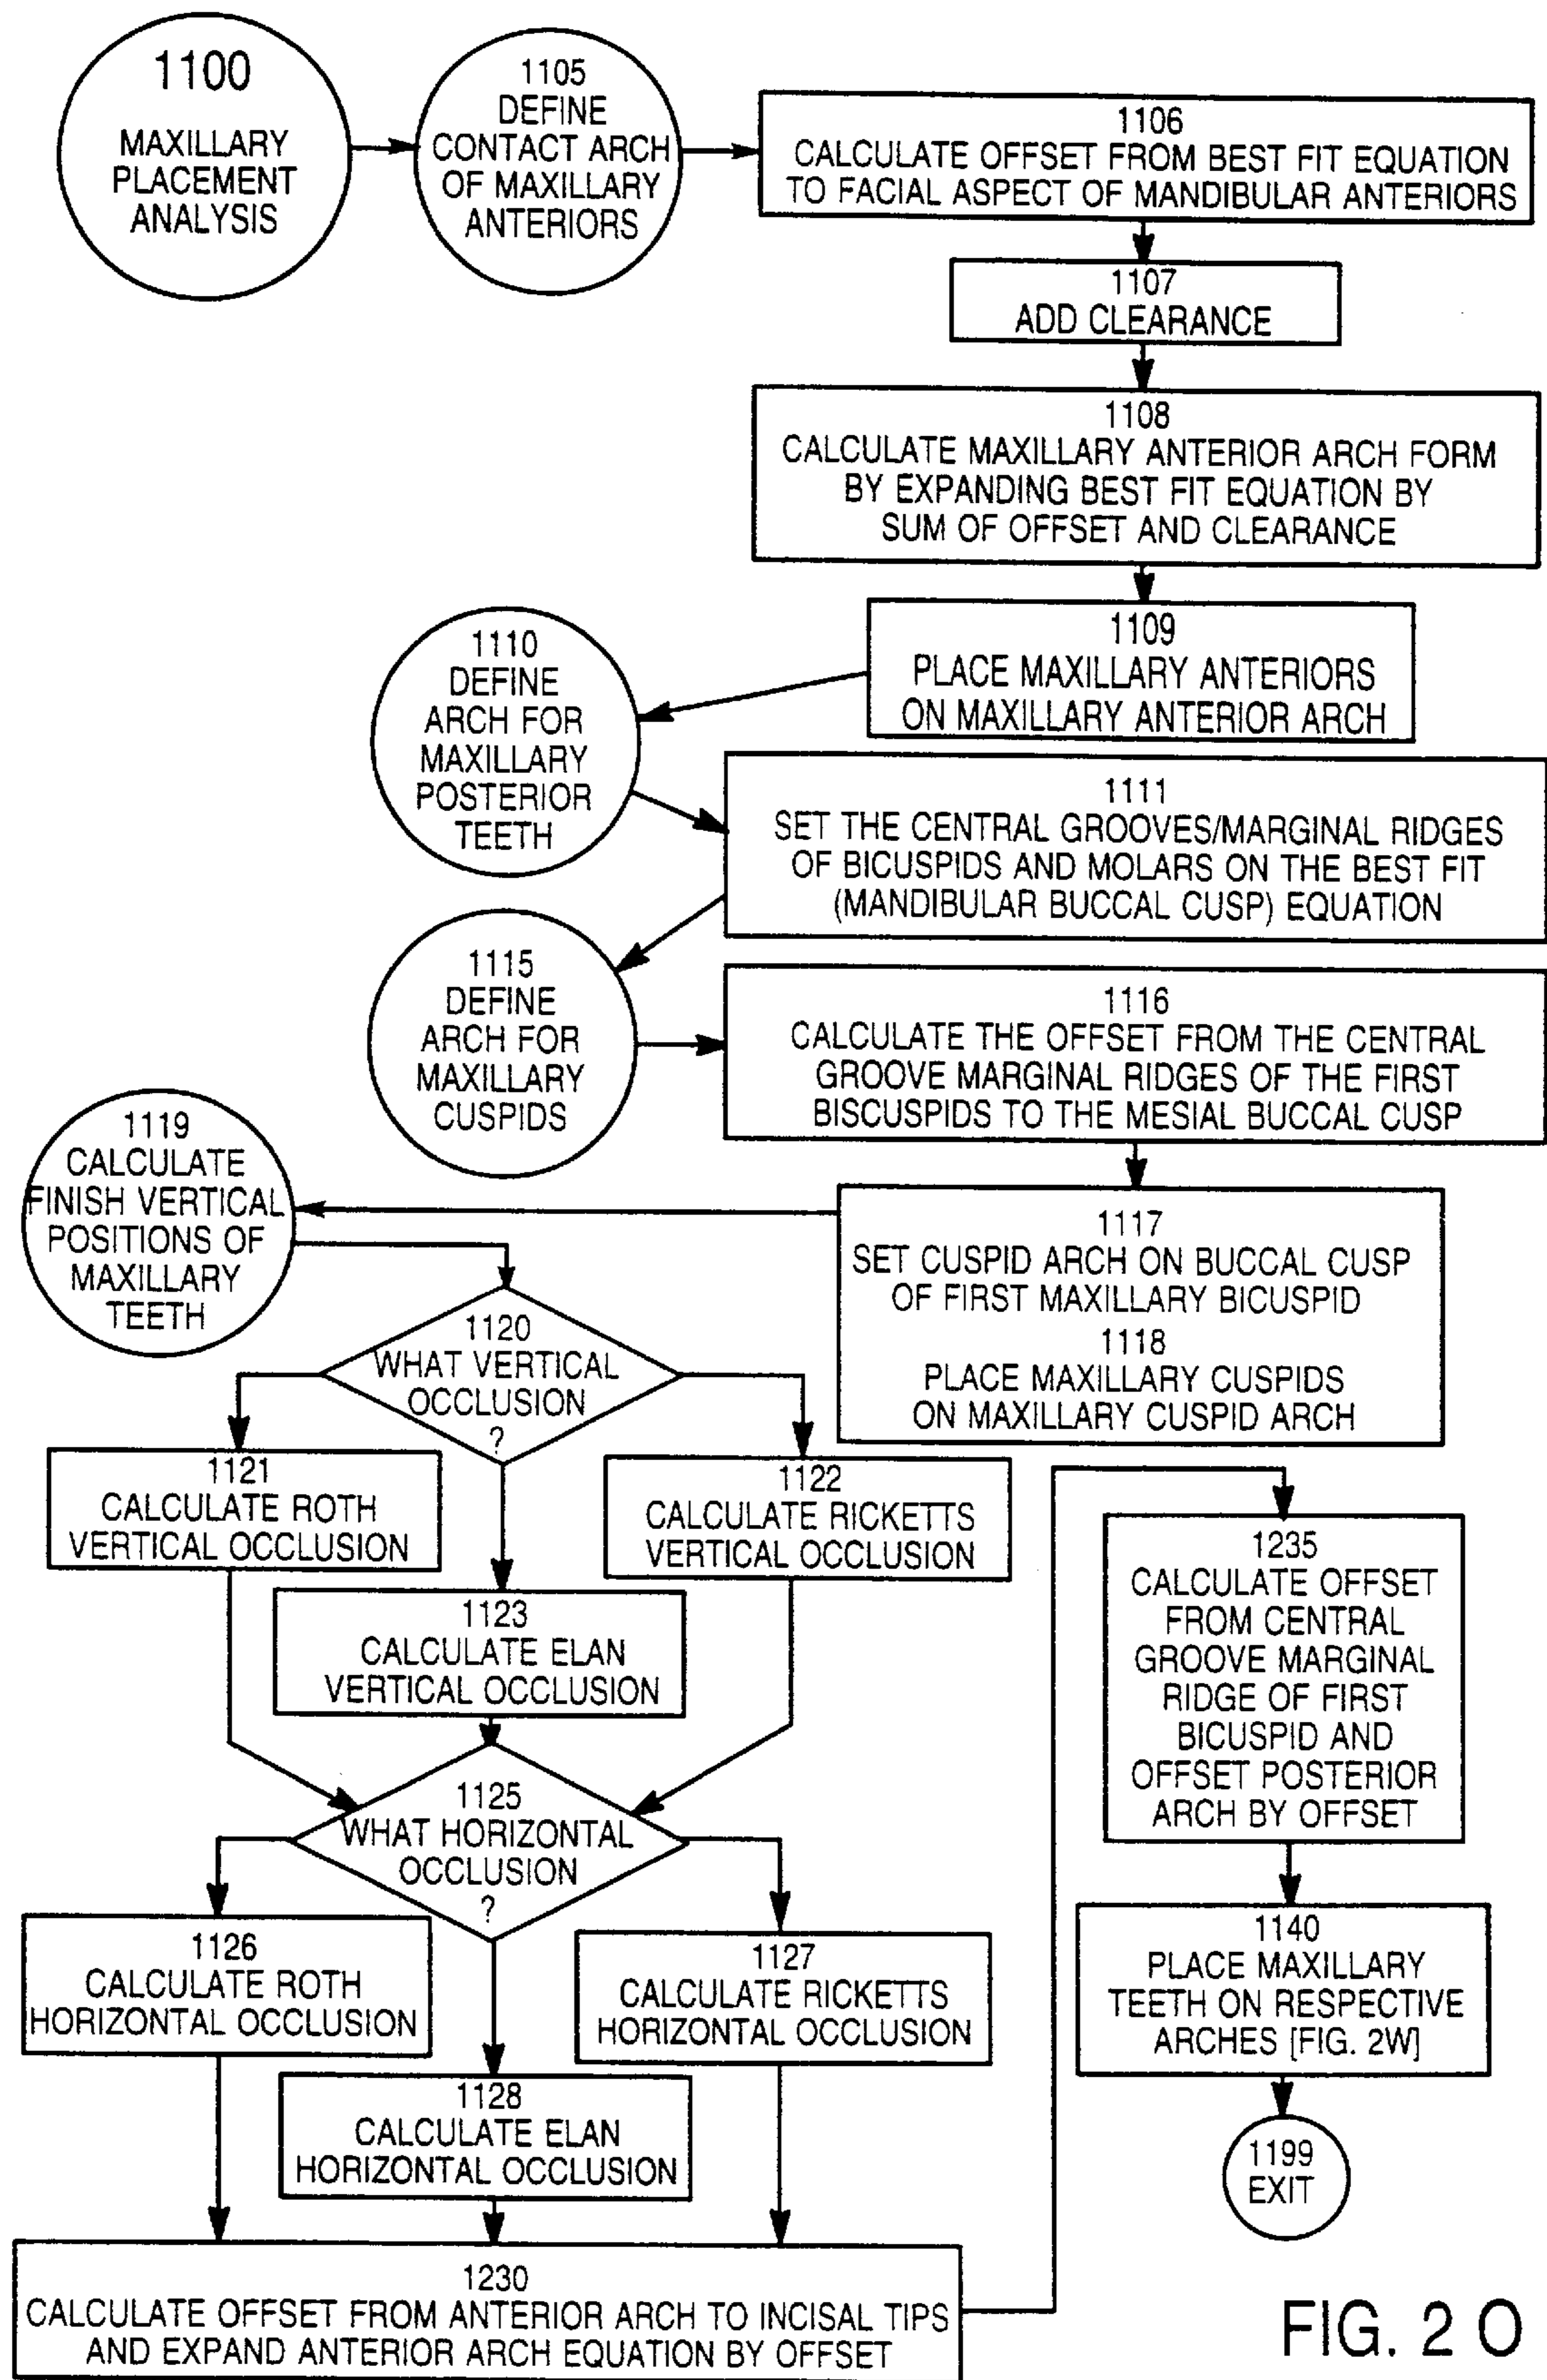 1100
MAXILLARY
PLACEMENT
ANALYSIS
1105
DEFINE
CONTACT ARCH
OF MAXILLARY
ANTERIORS
1106
CALCULATE OFFSET FROM BEST FIT EQUATION
TO FACIAL ASPECT OF MANDIBULAR ANTERIORS
1107
ADD CLEARANCE
1108
CALCULATE MAXILLARY ANTERIOR ARCH FORM
BY EXPANDING BEST FIT EQUATION BY
SUM OF OFFSET AND CLEARANCE
1109
PLACE MAXILLARY ANTERIORS
ON MAXILLARY ANTERIOR ARCH
1110
DEFINE
ARCH FOR
MAXILLARY
POSTERIOR
TEETH
1111
SET THE CENTRAL GROOVES/MARGINAL RIDGES
OF BICUSPIDS AND MOLARS ON THE BEST FIT
(MANDIBULAR BUCCAL CUSP) EQUATION
1115
DEFINE
ARCH FOR
MAXILLARY
CUSPIDS
1116
CALCULATE THE OFFSET FROM THE CENTRAL
GROOVE MARGINAL RIDGES OF THE FIRST
BISCUSPIDS TO THE MESIAL BUCCAL CUSP
1117
SET CUSPID ARCH ON BUCCAL CUSP
OF FIRST MAXILLARY BICUSPID
1118
PLACE MAXILLARY CUSPIDS
ON MAXILLARY CUSPID ARCH
1119
CALCULATE
FINISH VERTICAL
POSITIONS OF
MAXILLARY
TEETH
1120
WHAT VERTICAL
OCCLUSION
?
1121
CALCULATE ROTH
VERTICAL OCCLUSION
1122
CALCULATE RICKETTS
VERTICAL OCCLUSION
1123
CALCULATE ELAN
VERTICAL OCCLUSION
1125
WHAT HORIZONTAL
OCCLUSION
?
1126
CALCULATE ROTH
HORIZONTAL OCCLUSION
1127
CALCULATE RICKETTS
HORIZONTAL OCCLUSION
1128
CALCULATE ELAN
HORIZONTAL OCCLUSION
1230
CALCULATE OFFSET FROM ANTERIOR ARCH TO INCISAL TIPS
AND EXPAND ANTERIOR ARCH EQUATION BY OFFSET
1235
CALCULATE OFFSET
FROM CENTRAL
GROOVE MARGINAL
RIDGE OF FIRST
BICUSPID AND
OFFSET POSTERIOR
ARCH BY OFFSET
1140
PLACE MAXILLARY
TEETH ON RESPECTIVE
ARCHES [FIG. 2W]
1199
EXIT
FIG. 2 O